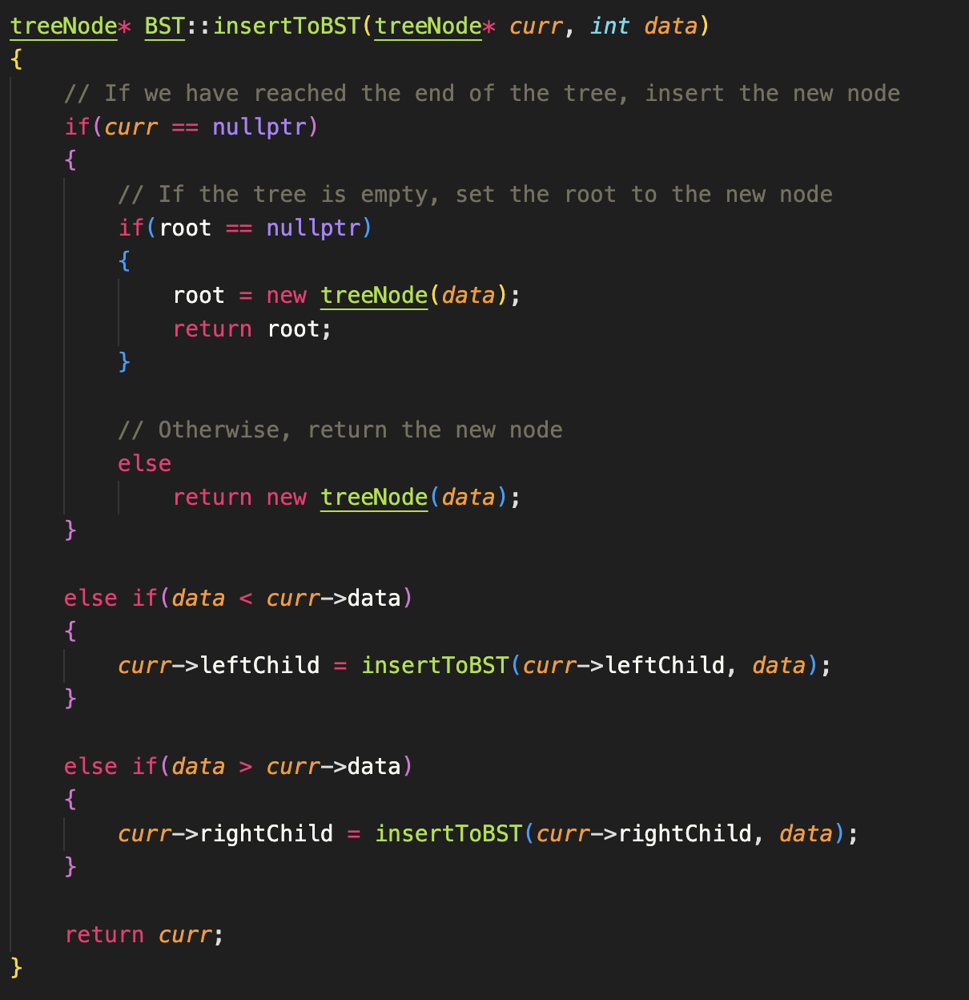 treeNode* BST::insertToBST(treeNode* curr, int data)
{
    // If we have reached the end of the tree, insert the new node
    if(curr == nullptr)
    {
        // If the tree is empty, set the root to the new node
        if(root == nullptr)
        {
            root = new treeNode(data);
            return root;
        }

        // Otherwise, return the new node
        else
            return new treeNode(data);
    }

    else if(data < curr->data)
    {
        curr->leftChild = insertToBST(curr->leftChild, data);
    }

    else if(data > curr->data)
    {
        curr->rightChild = insertToBST(curr->rightChild, data);
    }

    return curr;
}